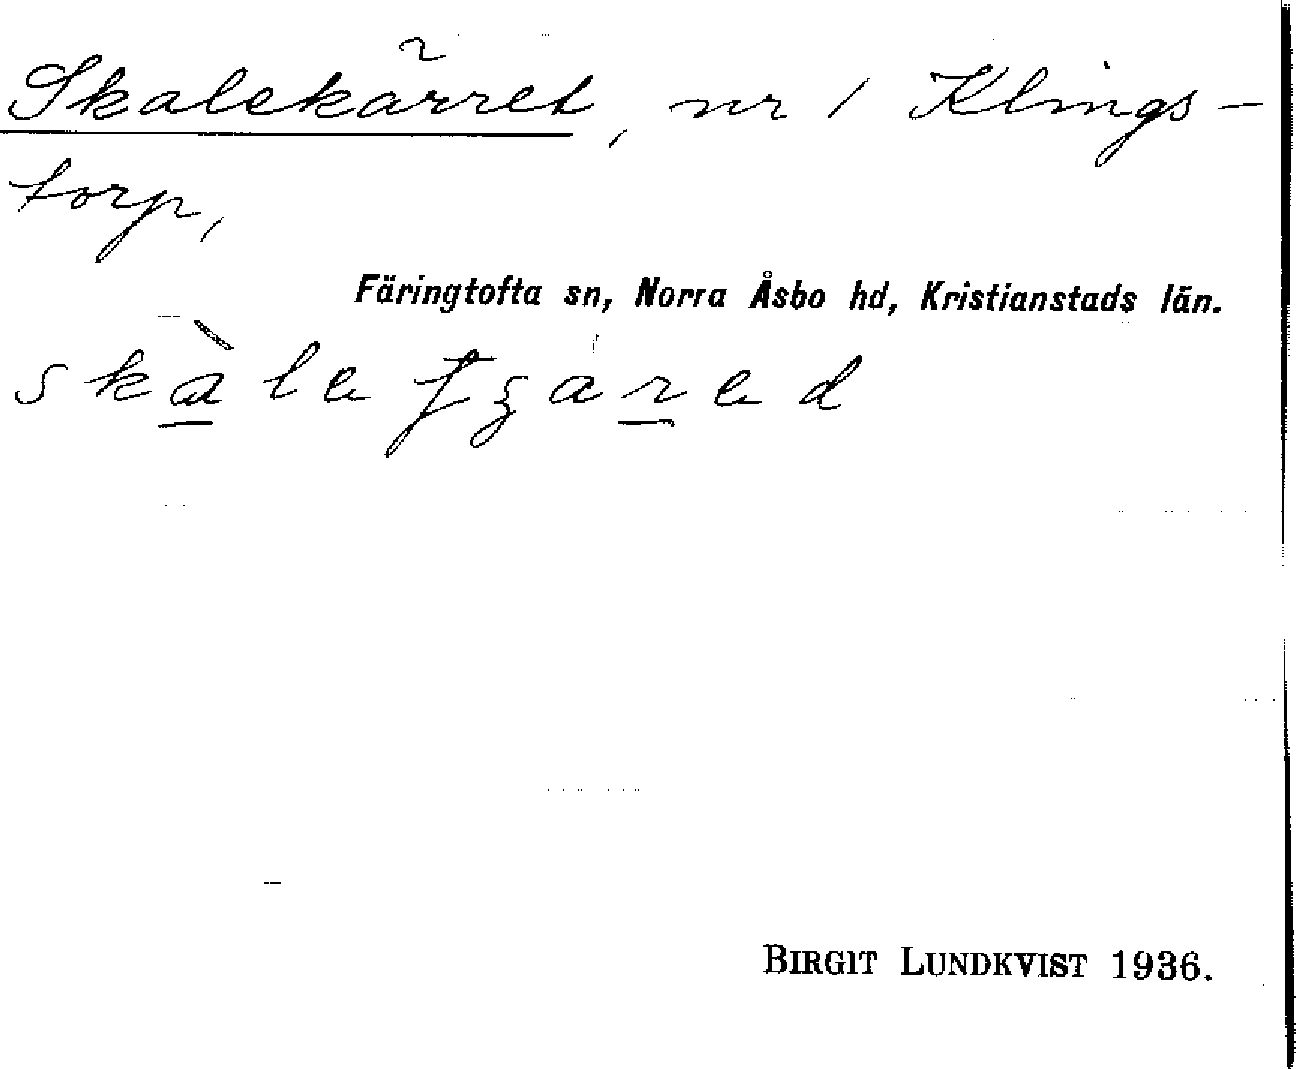 Skalekärret, nr 1 Klings-
torp,
Färingtofta sn, Norra Åsbo hd, Kristianstads län.
BIRGIT LUNDKVIST 1936.